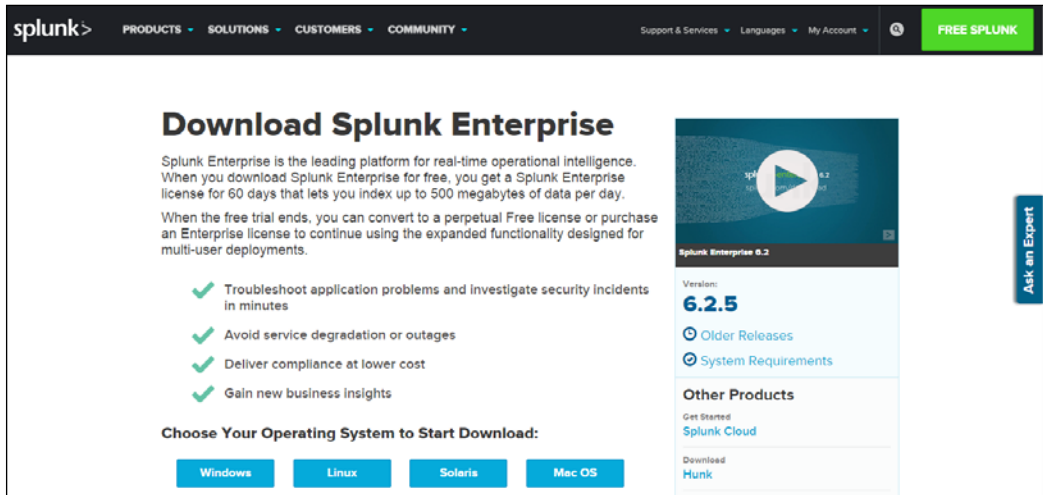 splunk> PRODUCTS SOLUTIONS CUSTOMERS COMMUNITY Support & Services Languages My Account FREE SPLUNK
Download Splunk Enterprise
Splunk Enterprise is the leading platform for real-time operational intelligence.
When you download Splunk Enterprise for free, you get a Splunk Enterprise
license for 60 days that lets you index up to 500 megabytes of data per day.
When the free trial ends, you can convert to a perpetual Free license or purchase
an Enterprise license to continue using the expanded functionality designed for
multi-user deployments.
Troubleshoot application problems and investigate security incidents
in minutes
Avoid service degradation or outages
Deliver compliance at lower cost
Gain new business insights
Choose Your Operating System to Start Download:
Windows Linux Solaris Mac OS
Splunk Enterprise 6.2
Version:
6.2.5
Older Releases
System Requirements
Other Products
Get Started
Splunk Cloud
Download
Hunk
Ask an Expert